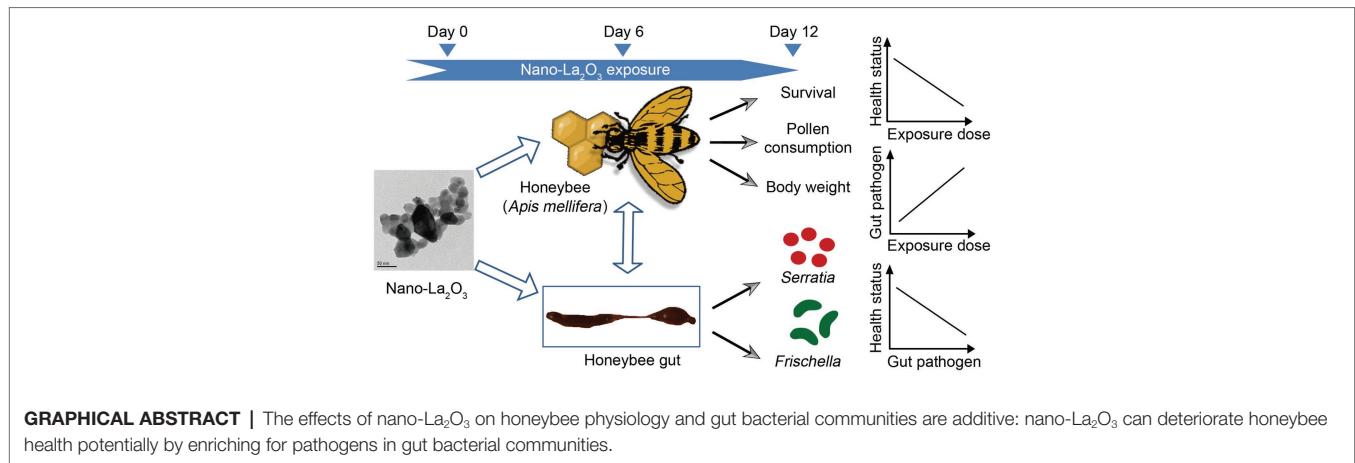 Day 0
Day 6
Day 12
Nano-La₂O₃ exposure
Survival
Pollen
consumption
Body weight
Honeybee
(Apis mellifera)
50 nm
Nano-La₂O₃
Honeybee gut
Serratia
Frischella
Health status
Exposure dose
Gut pathogen
Exposure dose
Health status
Gut pathogen
GRAPHICAL ABSTRACT | The effects of nano-La₂O₃ on honeybee physiology and gut bacterial communities are additive: nano-La₂O₃ can deteriorate honeybee
health potentially by enriching for pathogens in gut bacterial communities.